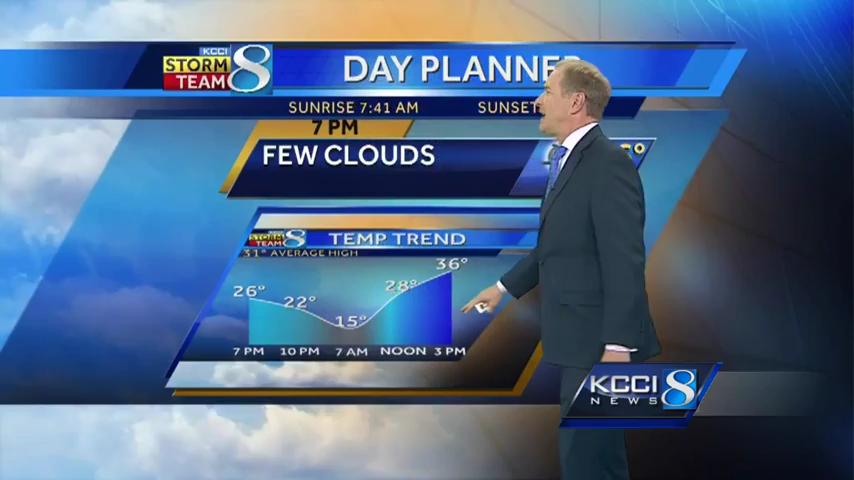 KCCI
STORM
TEAM
8
DAY PLANNER
SUNRISE 7:41 AM
SUNSET
7 PM
FEW CLOUDS
KCCI
STORM
TEAM
8
TEMP TREND
31° AVERAGE HIGH
26° 22° 15° 28° 36°
7 PM 10 PM 7 AM NOON 3 PM
KCCI 8
NEWS